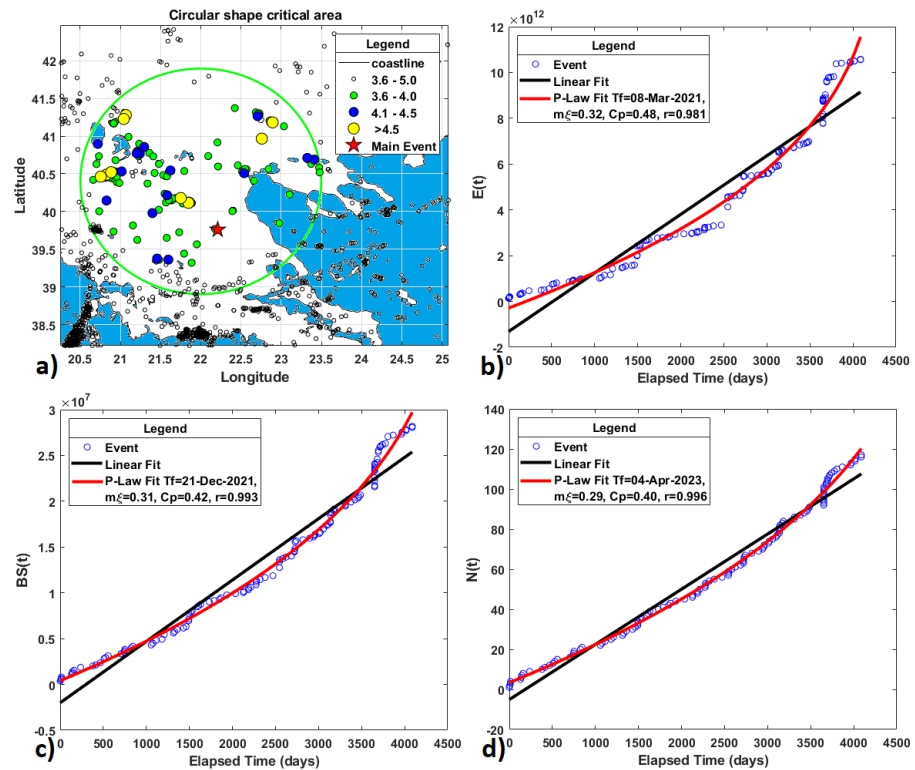 Circular shape critical area
Legend
coastline
3.6 - 5.0
3.6 - 4.0
4.1 - 4.5
>4.5
Main Event
42
41.5
41
40.5
40
39.5
39
38.5
Latitude
20.5 21 21.5 22 22.5 23 23.5 24 24.5 25
Longitude
a)
×10¹²
Legend
Event
Linear Fit
P-Law Fit Tf=08-Mar-2021,
mξ=0.32, Cp=0.48, r=0.981
12
10
8
6
4
2
0
-2
E(t)
0 500 1000 1500 2000 2500 3000 3500 4000 4500
Elapsed Time (days)
b)
×10⁷
Legend
Event
Linear Fit
P-Law Fit Tf=21-Dec-2021,
mξ=0.31, Cp=0.42, r=0.993
3
2.5
2
1.5
1
0.5
0
-0.5
BS(t)
0 500 1000 1500 2000 2500 3000 3500 4000 4500
Elapsed Time (days)
c)
Legend
Event
Linear Fit
P-Law Fit Tf=04-Apr-2023,
mξ=0.29, Cp=0.40, r=0.996
140
120
100
80
60
40
20
0
-20
N(t)
0 500 1000 1500 2000 2500 3000 3500 4000 4500
Elapsed Time (days)
d)